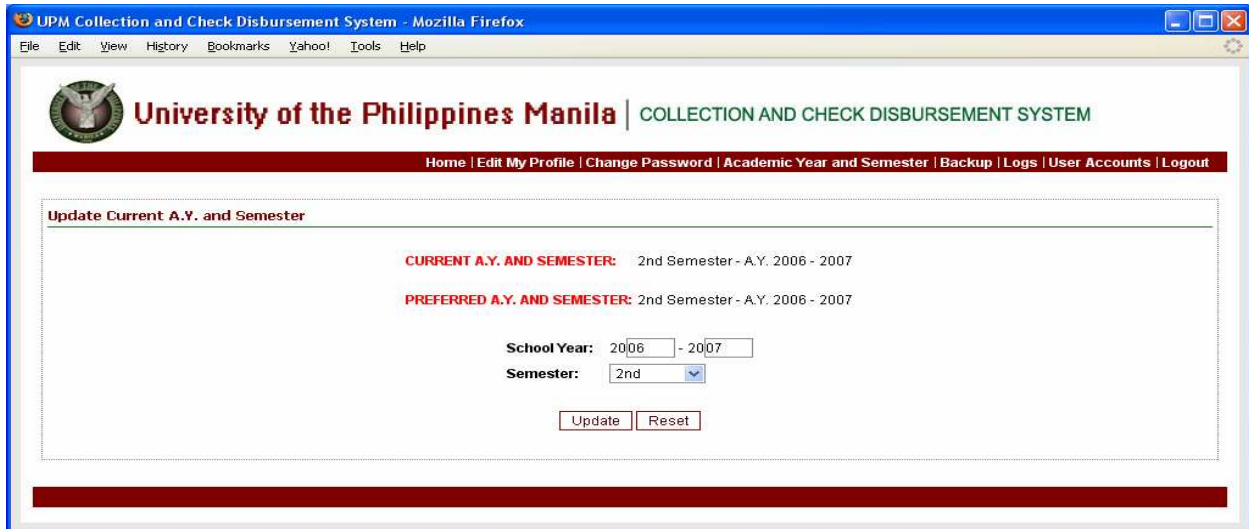 UPM Collection and Check Disbursement System - Mozilla Firefox
File Edit View History Bookmarks Yahoo! Tools Help
University of the Philippines Manila | COLLECTION AND CHECK DISBURSEMENT SYSTEM
Home | Edit My Profile | Change Password | Academic Year and Semester | Backup | Logs | User Accounts | Logout
Update Current A.Y. and Semester
CURRENT A.Y. AND SEMESTER: 2nd Semester - A.Y. 2006 - 2007
PREFERRED A.Y. AND SEMESTER: 2nd Semester - A.Y. 2006 - 2007
School Year: 2006 - 2007
Semester: 2nd
Update Reset